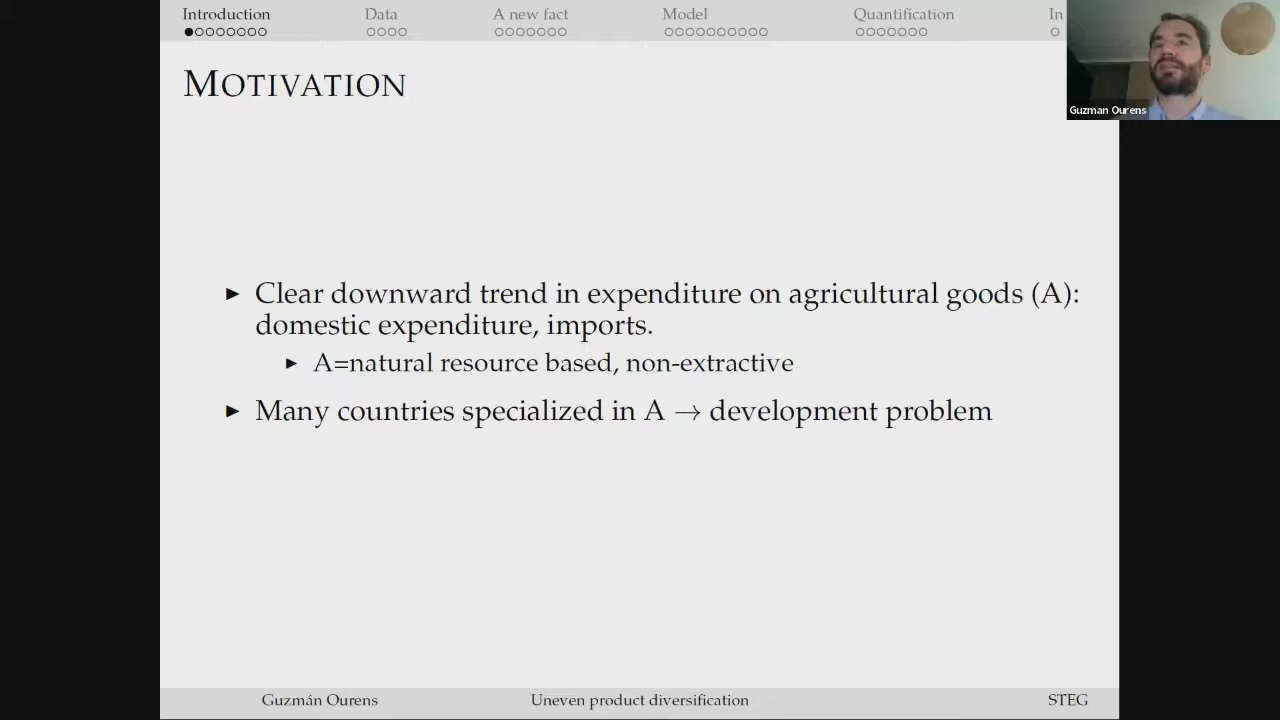 Introduction Data A new fact Model Quantification In
MOTIVATION
Guzman Ourens
▶ Clear downward trend in expenditure on agricultural goods (A):
domestic expenditure, imports.
▶ A=natural resource based, non-extractive
▶ Many countries specialized in A → development problem
Guzmán Ourens Uneven product diversification STEG